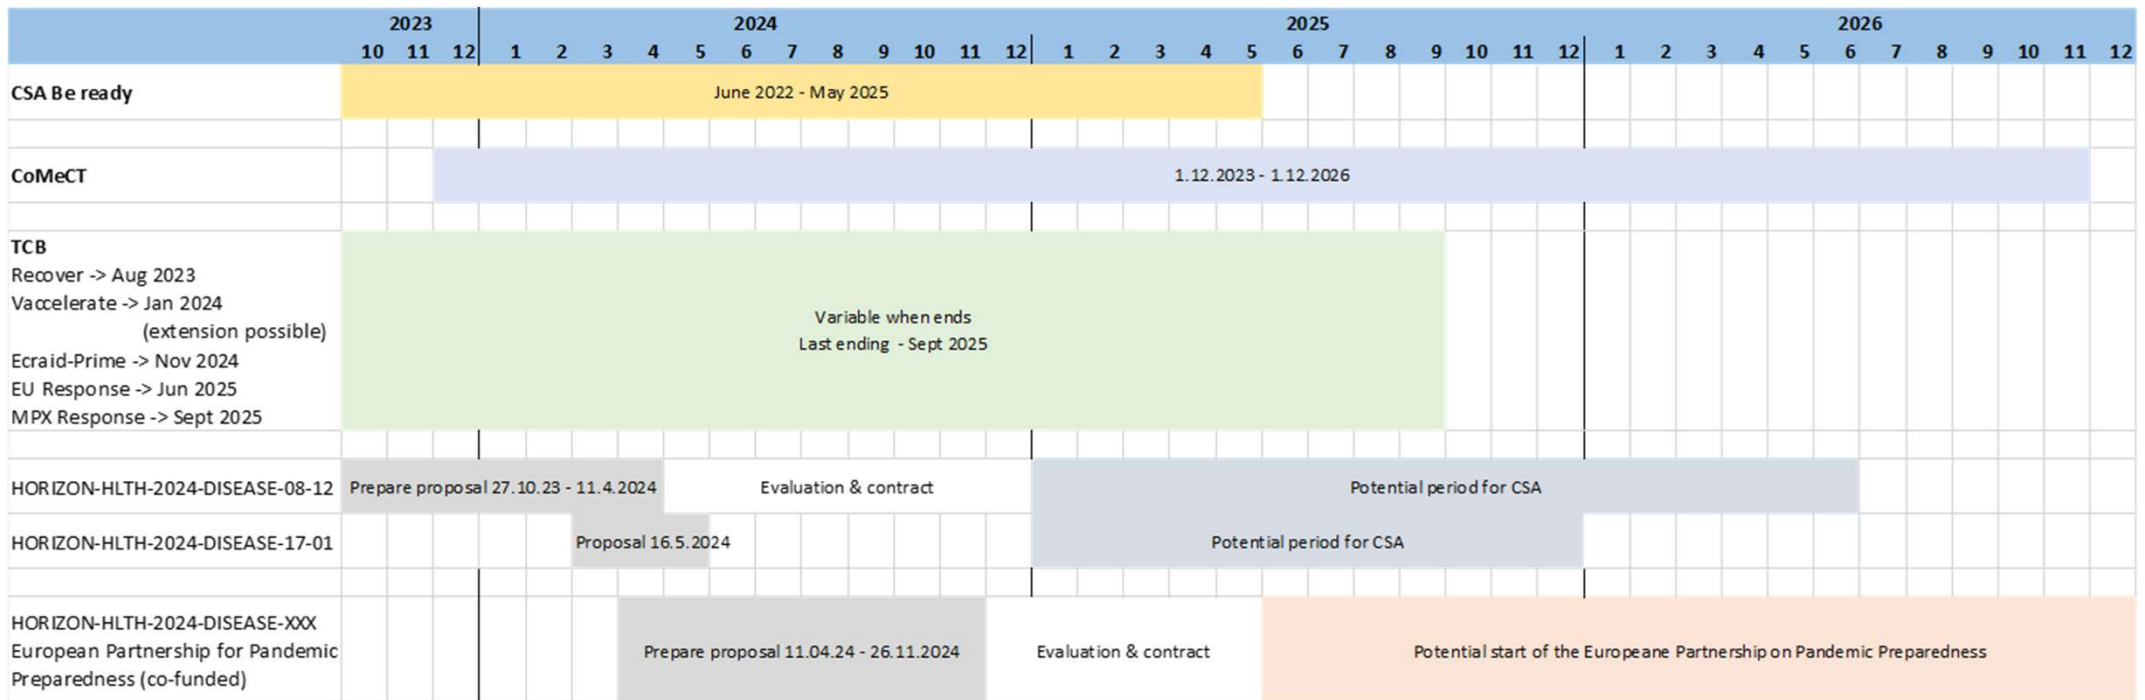 2023 2024 2025 2026
10 11 12 1 2 3 4 5 6 7 8 9 10 11 12 1 2 3 4 5 6 7 8 9 10 11 12 1 2 3 4 5 6 7 8 9 10 11 12
CSA Be ready June 2022 - May 2025
CoMeCT 1.12.2023 - 1.12.2026
TCB
Recover -> Aug 2023
Vaccelerate -> Jan 2024
(extension possible)
Ecraid-Prime -> Nov 2024
EU Response -> Jun 2025
MPX Response -> Sept 2025
Variable when ends
Last ending - Sept 2025
HORIZON-HLTH-2024-DISEASE-08-12 Prepare proposal 27.10.23 - 11.4.2024 Evaluation & contract Potential period for CSA
HORIZON-HLTH-2024-DISEASE-17-01 Proposal 16.5.2024 Potential period for CSA
HORIZON-HLTH-2024-DISEASE-XXX
European Partnership for Pandemic
Preparedness (co-funded)
Prepare proposal 11.04.24 - 26.11.2024 Evaluation & contract Potential start of the Europeane Partnership on Pandemic Preparedness